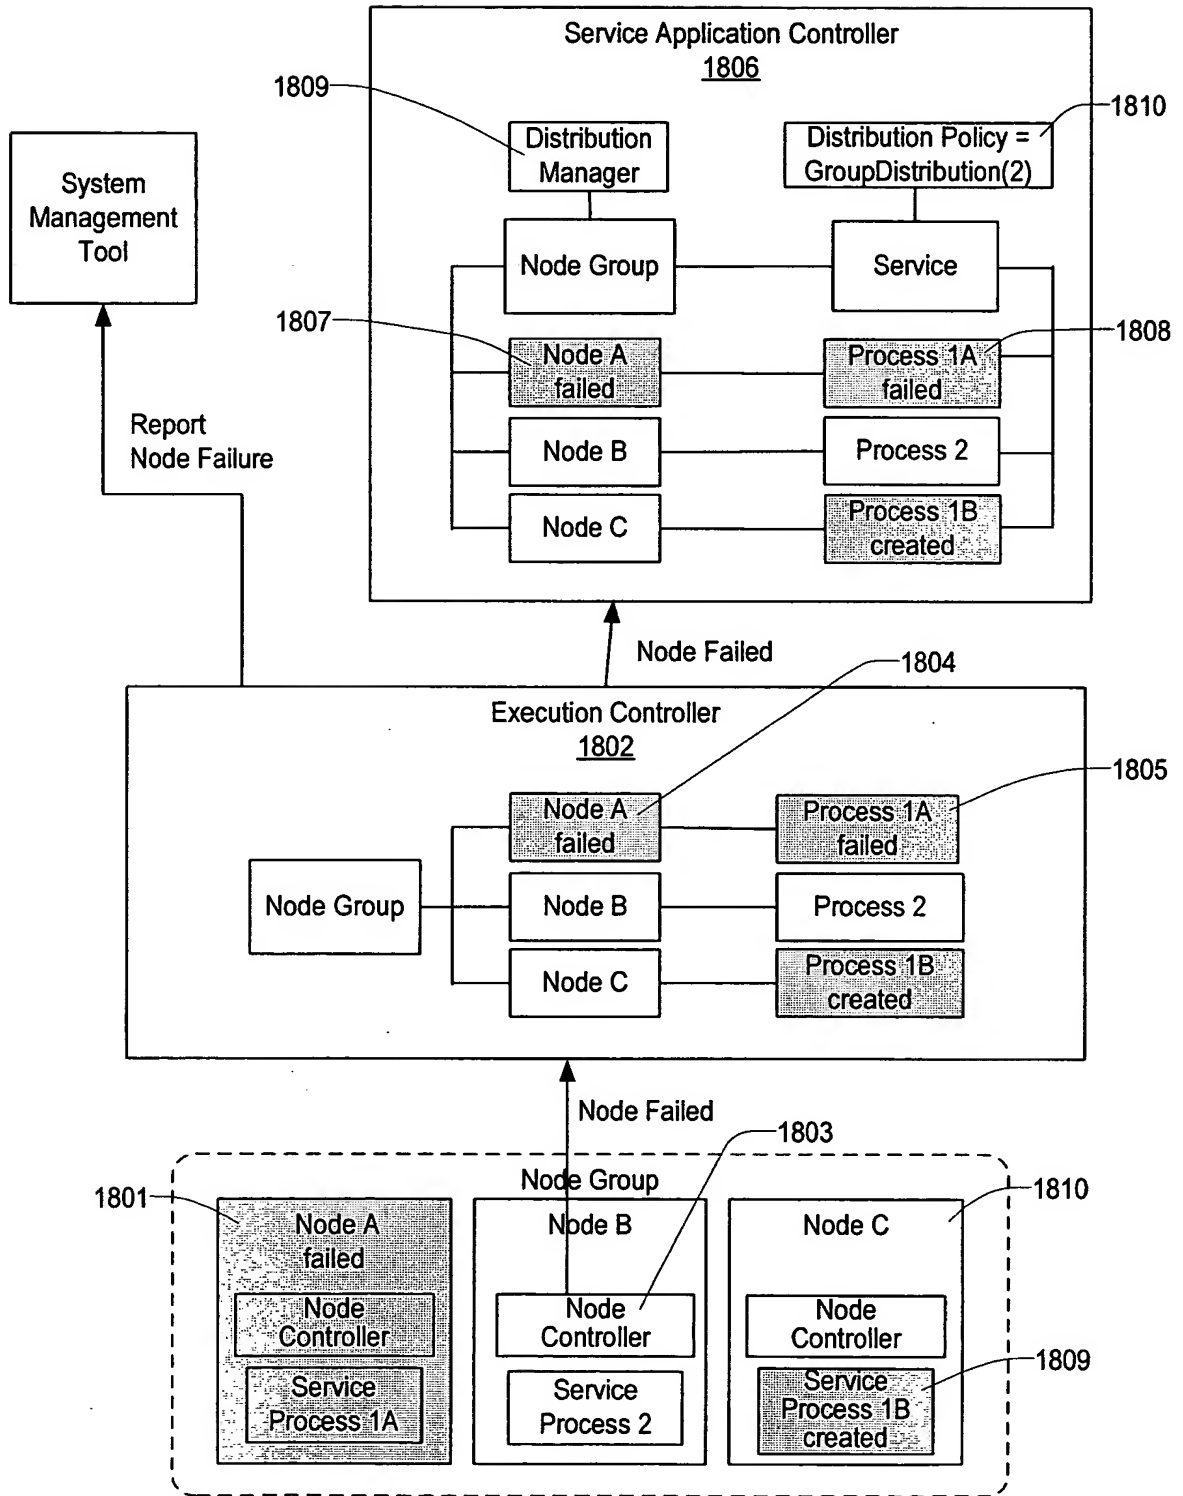 Service Application Controller
1806
1809
1810
Distribution
Manager
Distribution Policy =
GroupDistribution(2)
System
Management
Tool
Node Group
Service
1807
1808
Node A
failed
Process 1A
failed
Report
Node Failure
Node B
Process 2
Node C
Process 1B
created
Node Failed
1804
Execution Controller
1802
1805
Node A
failed
Process 1A
failed
Node Group
Node B
Process 2
Node C
Process 1B
created
Node Failed
1803
Node Group
1801
1810
Node A
failed
Node B
Node C
Node
Controller
Node
Controller
Node
Controller
1809
Service
Process 1A
Service
Process 2
Service
Process 1B
created